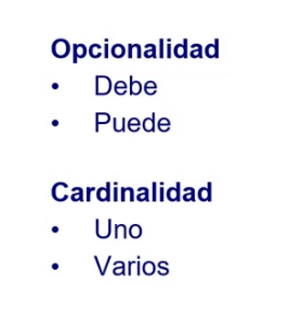 Opcionalidad
• Debe
• Puede
Cardinalidad
• Uno
• Varios